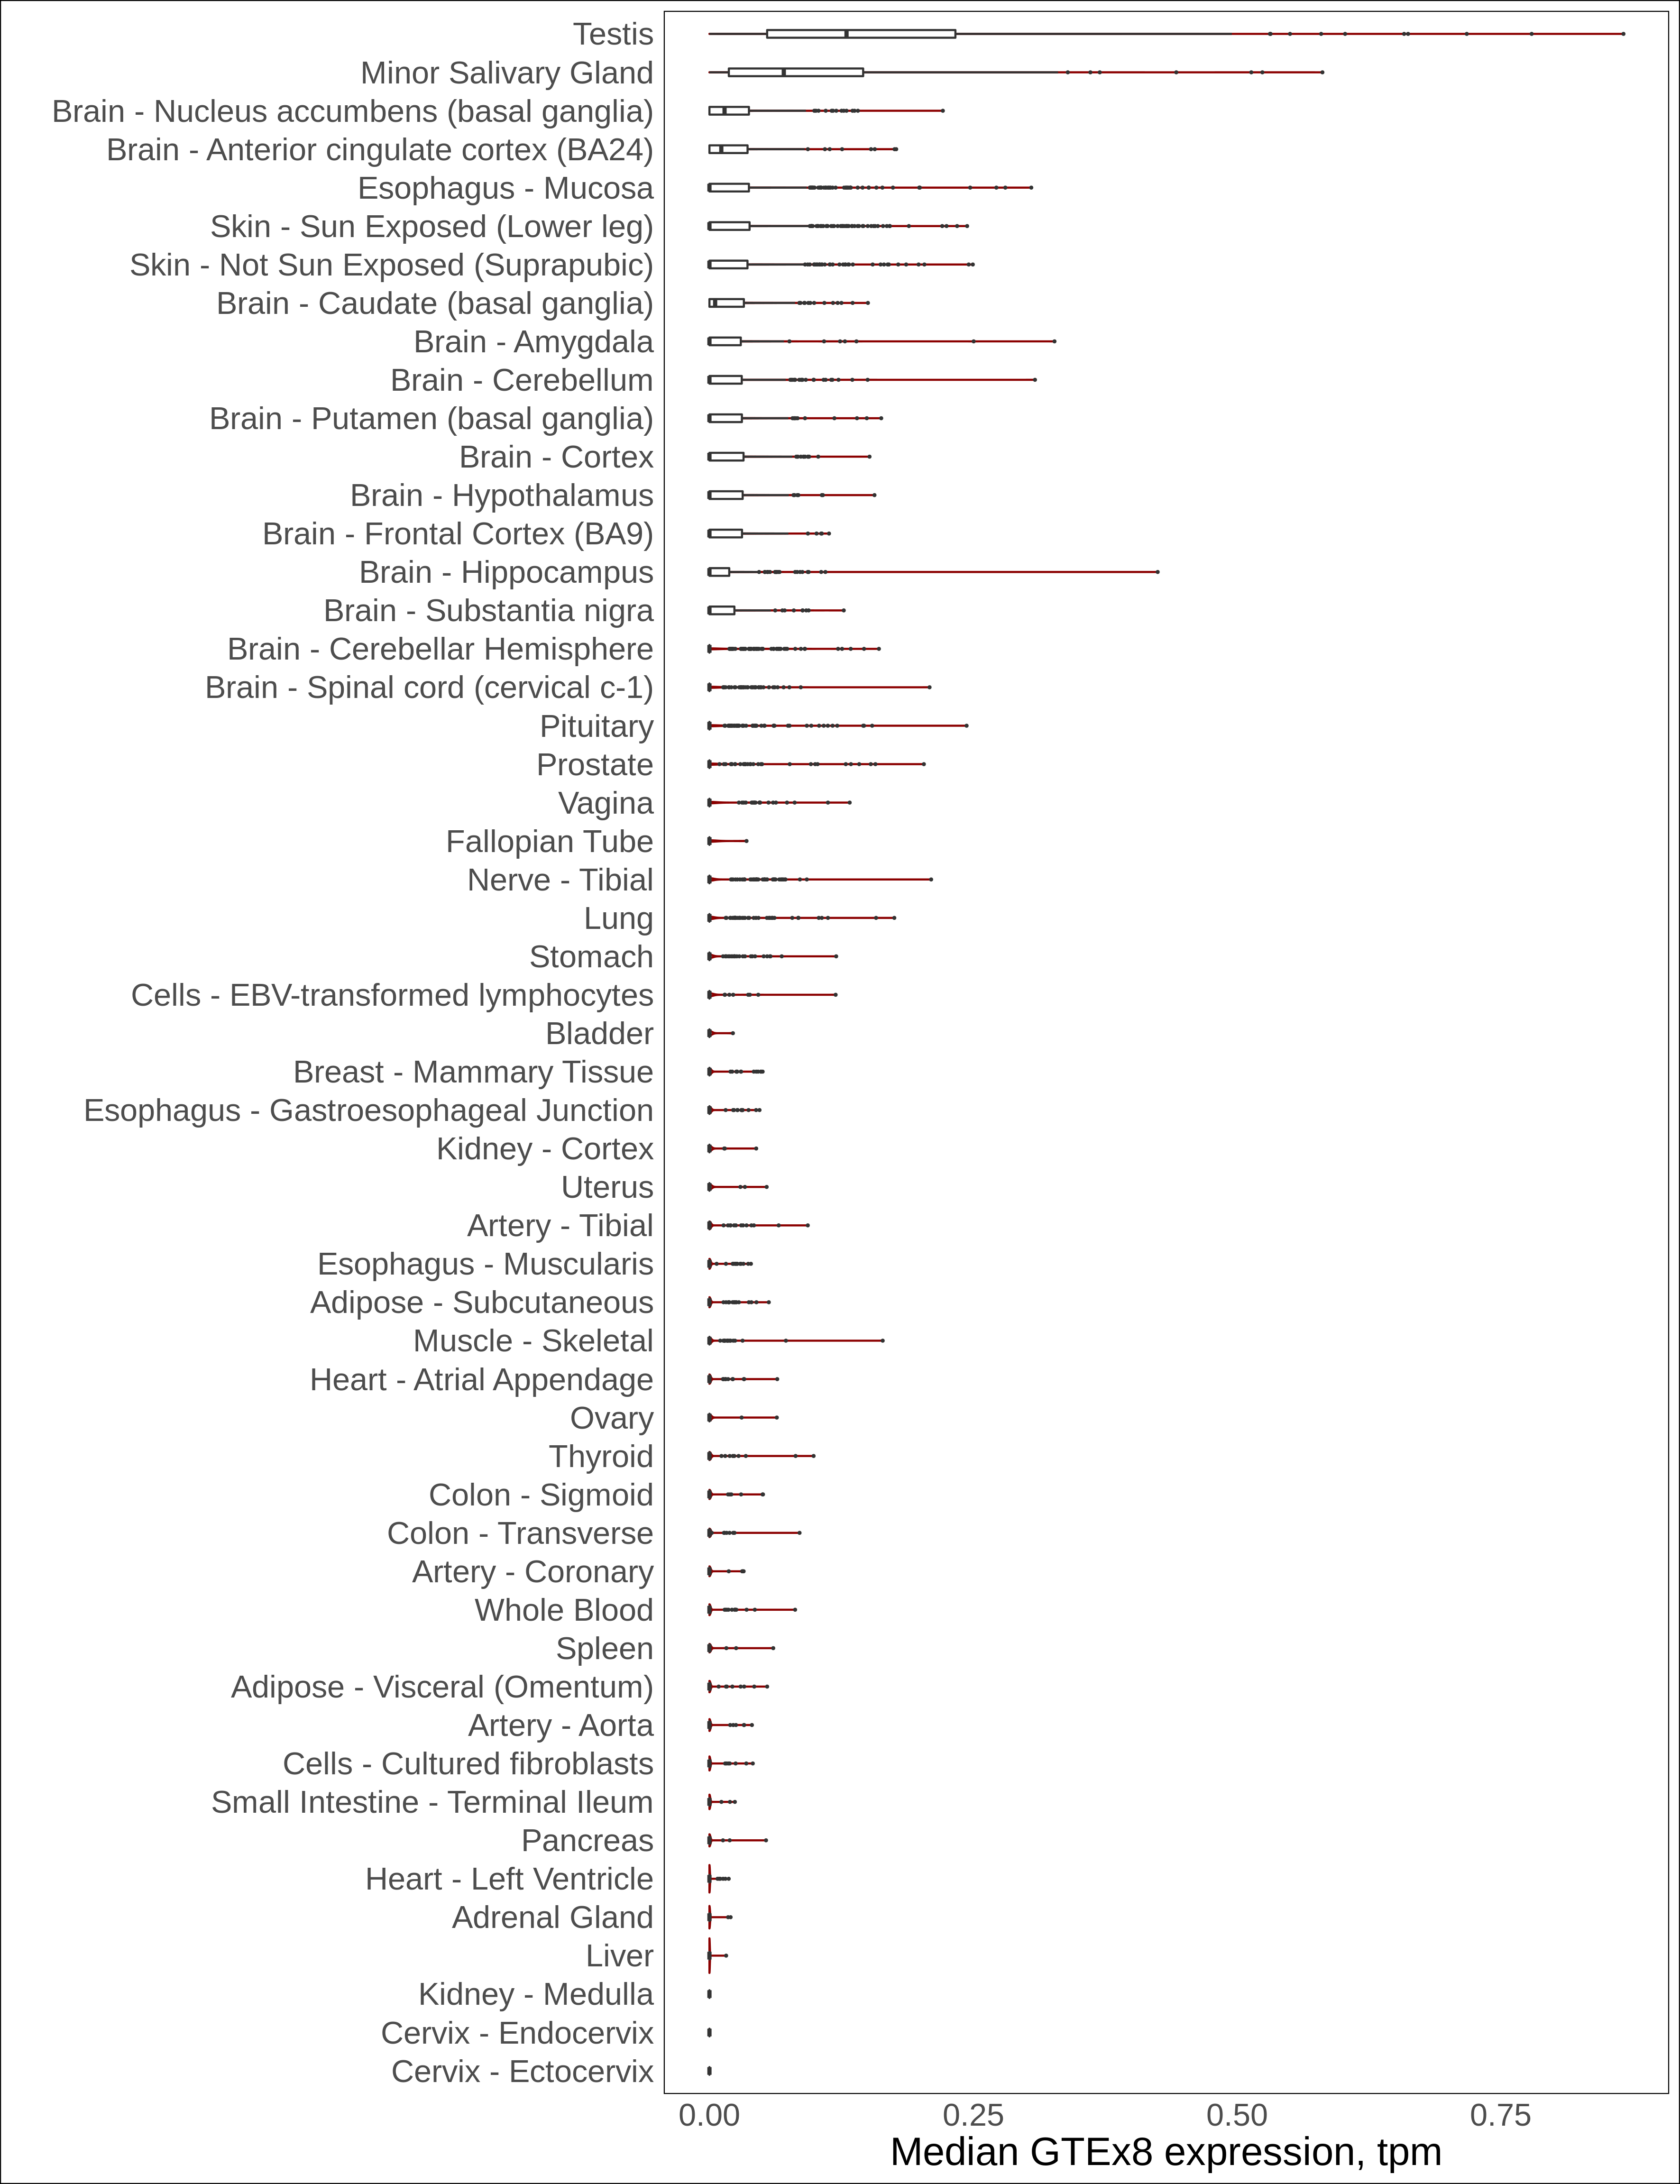 Testis
Minor Salivary Gland
Brain - Nucleus accumbens (basal ganglia)
Brain - Anterior cingulate cortex (BA24)
Esophagus - Mucosa
Skin - Sun Exposed (Lower leg)
Skin - Not Sun Exposed (Suprapubic)
Brain - Caudate (basal ganglia)
Brain - Amygdala
Brain - Cerebellum
Brain - Putamen (basal ganglia)
Brain - Cortex
Brain - Hypothalamus
Brain - Frontal Cortex (BA9)
Brain - Hippocampus
Brain - Substantia nigra
Brain - Cerebellar Hemisphere
Brain - Spinal cord (cervical c-1)
Pituitary
Prostate
Vagina
Fallopian Tube
Nerve - Tibial
Lung
Stomach
Cells - EBV-transformed lymphocytes
Bladder
Breast - Mammary Tissue
Esophagus - Gastroesophageal Junction
Kidney - Cortex
Uterus
Artery - Tibial
Esophagus - Muscularis
Adipose - Subcutaneous
Muscle - Skeletal
Heart - Atrial Appendage
Ovary
Thyroid
Colon - Sigmoid
Colon - Transverse
Artery - Coronary
Whole Blood
Spleen
Adipose - Visceral (Omentum)
Artery - Aorta
Cells - Cultured fibroblasts
Small Intestine - Terminal Ileum
Pancreas
Heart - Left Ventricle
Adrenal Gland
Liver
Kidney - Medulla
Cervix - Endocervix
Cervix - Ectocervix
0.00 0.25 0.50 0.75
Median GTEx8 expression, tpm